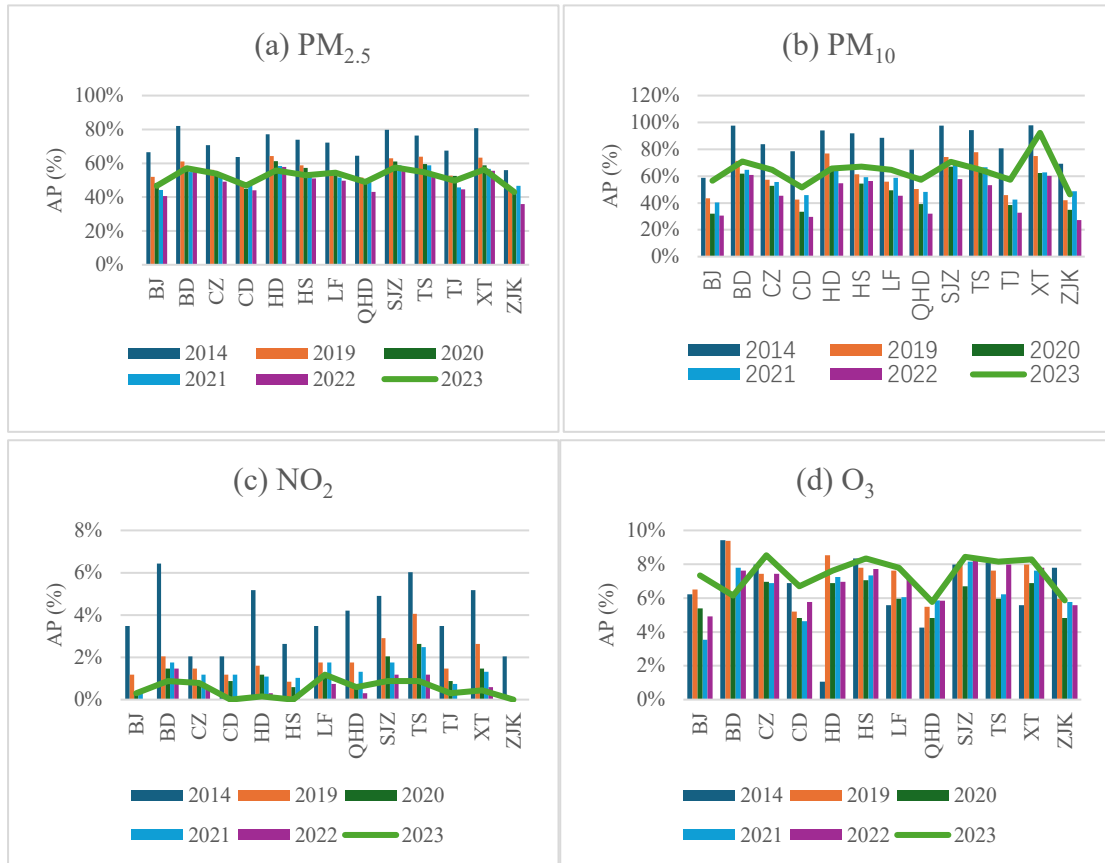 (a) PM2.5
100%
80%
60%
40%
20%
0%
AP (%)
BJ
BD
CZ
CD
HD
HS
LF
QHD
SJZ
TS
TJ
XT
ZJK
2014 2019 2020
2021 2022 2023
(b) PM10
120%
100%
80%
60%
40%
20%
0%
AP (%)
BJ
BD
CZ
CD
HD
HS
LF
QHD
SJZ
TS
TJ
XT
ZJK
2014 2019 2020
2021 2022 2023
(c) NO2
8%
6%
4%
2%
0%
AP (%)
BJ
BD
CZ
CD
HD
HS
LF
QHD
SJZ
TS
TJ
XT
ZJK
2014 2019 2020
2021 2022 2023
(d) O3
10%
8%
6%
4%
2%
0%
AP (%)
BJ
BD
CZ
CD
HD
HS
LF
QHD
SJZ
TS
XT
ZJK
2014 2019 2020
2021 2022 2023